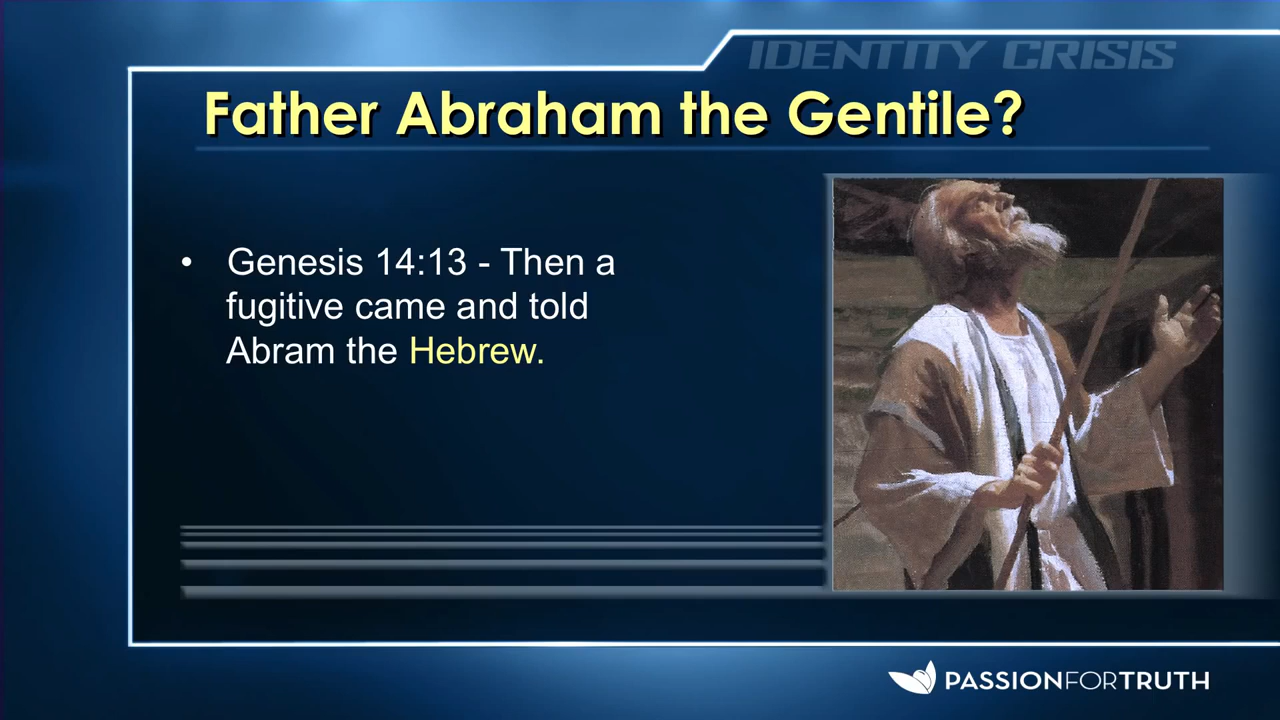 IDENTITY CRISIS
Father Abraham the Gentile?
• Genesis 14:13 - Then a
fugitive came and told
Abram the Hebrew.
PASSIONFORTRUTH